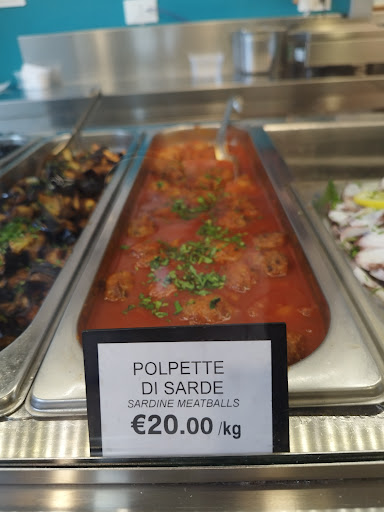 POLPETTE
DI SARDE
SARDINE MEATBALLS
€20.00 /kg